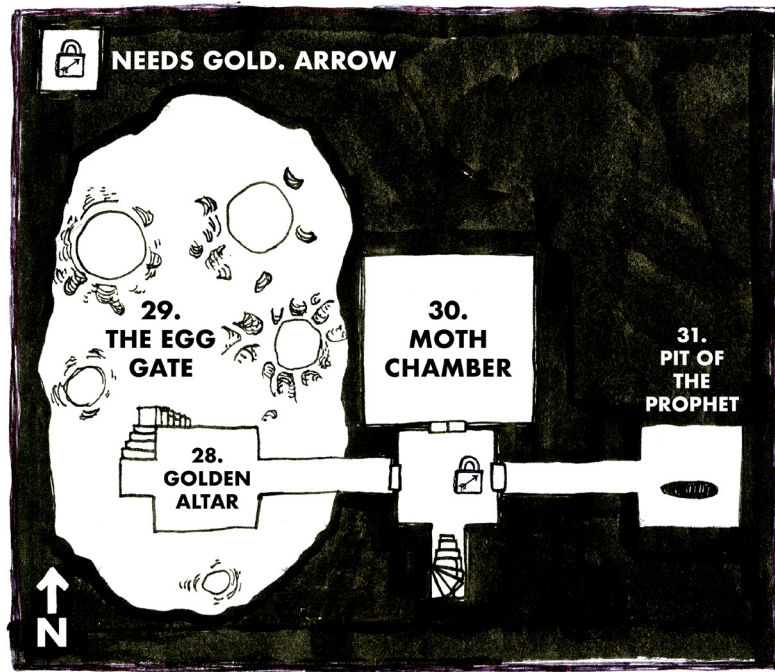 NEEDS GOLD. ARROW
29.
THE EGG
GATE
30.
MOTH
CHAMBER
31.
PIT OF
THE
PROPHET
28.
GOLDEN
ALTAR
N